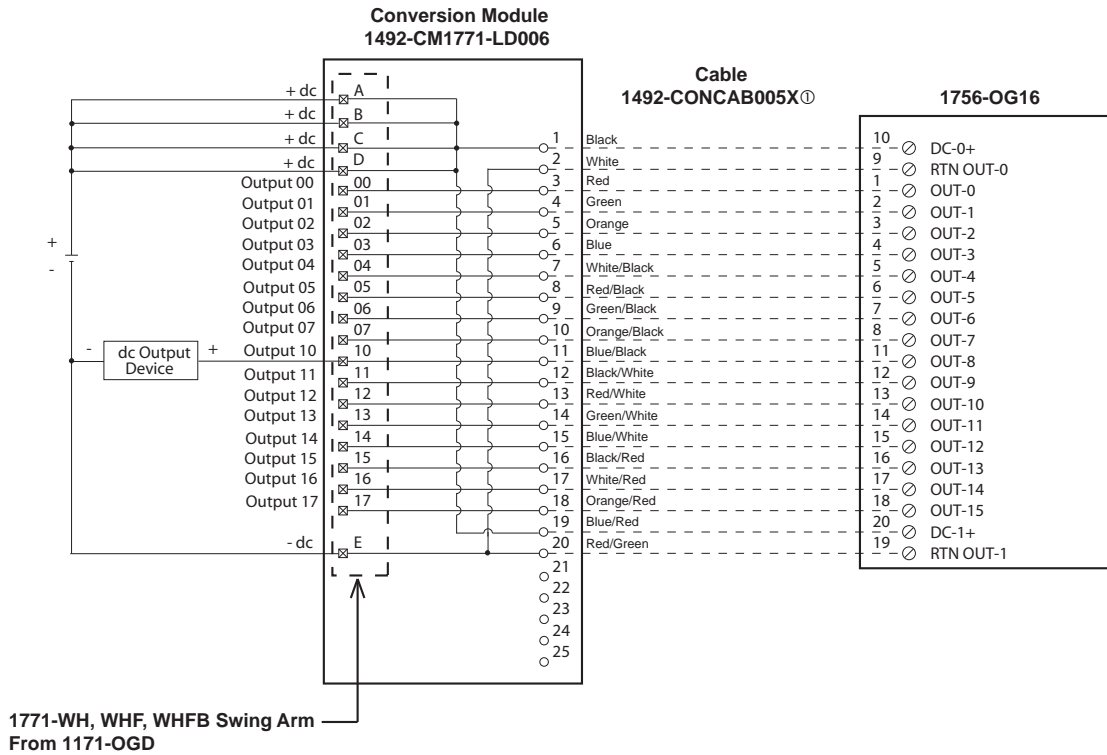 Conversion Module
1492-CM1771-LD006
Cable
1492-CONCAB005X①
1756-OG16
+ dc A
+ dc B
+ dc C 1 Black 10 DC-0+
+ dc D 2 White 9 RTN OUT-0
Output 00 00 3 Red 1 OUT-0
Output 01 01 4 Green 2 OUT-1
Output 02 02 5 Orange 3 OUT-2
Output 03 03 6 Blue 4 OUT-3
Output 04 04 7 White/Black 5 OUT-4
Output 05 05 8 Red/Black 6 OUT-5
Output 06 06 9 Green/Black 7 OUT-6
Output 07 07 10 Orange/Black 8 OUT-7
Output 10 10 11 Blue/Black 11 OUT-8
Output 11 11 12 Black/White 12 OUT-9
Output 12 12 13 Red/White 13 OUT-10
Output 13 13 14 Green/White 14 OUT-11
Output 14 14 15 Blue/White 15 OUT-12
Output 15 15 16 Black/Red 16 OUT-13
Output 16 16 17 White/Red 17 OUT-14
Output 17 17 18 Orange/Red 18 OUT-15
19 Blue/Red 20 DC-1+
- dc E 20 Red/Green 19 RTN OUT-1
21
22
23
24
25
+
-
- dc Output +
Device
1771-WH, WHF, WHFB Swing Arm
From 1171-OGD